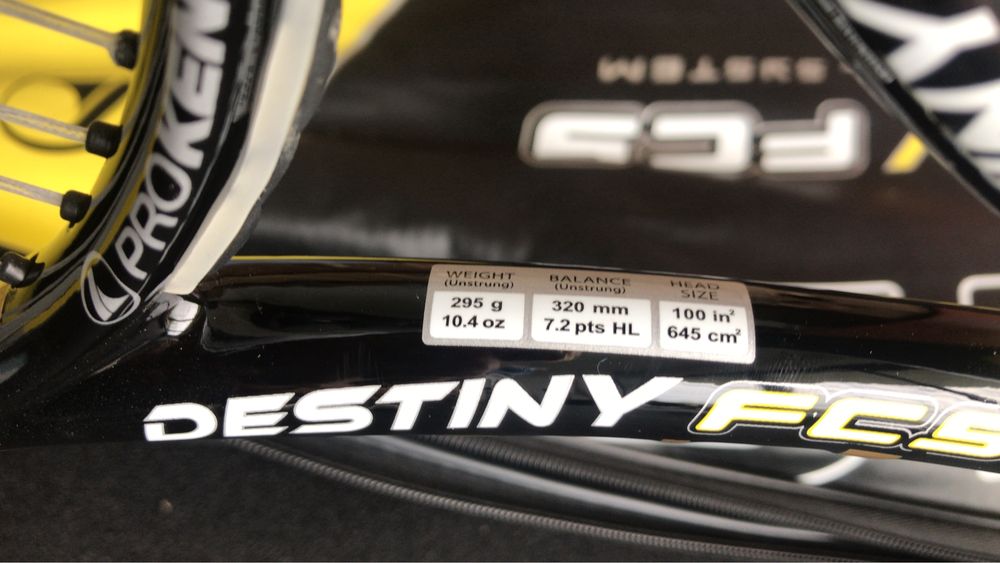 PROKEN
SYSTEM
FCS
WEIGHT
(Unstrung)
295 g
10.4 oz
BALANCE
(Unstrung)
320 mm
7.2 pts HL
HEAD
SIZE
100 in²
645 cm²
DESTINY FCS